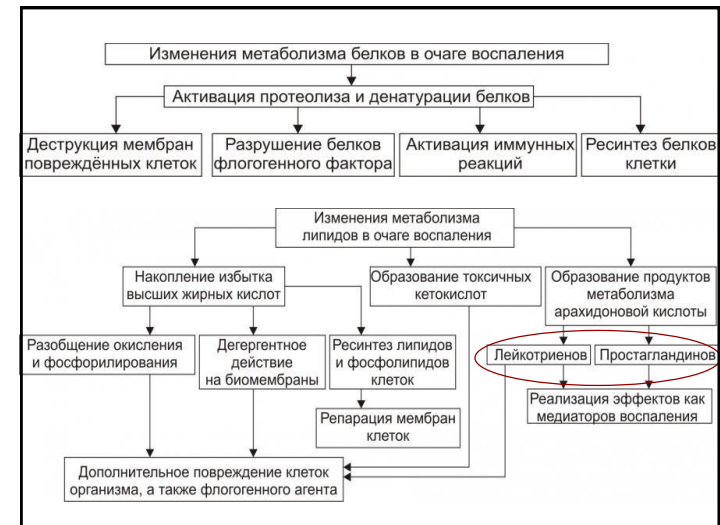 Изменения метаболизма белков в очаге воспаления
Активация протеолиза и денатурации белков
Деструкция мембран
повреждённых клеток
Разрушение белков
флогогенного фактора
Активация иммунных
реакций
Ресинтез белков
клетки
Изменения метаболизма
липидов в очаге воспаления
Накопление избытка
высших жирных кислот
Образование токсичных
кетокислот
Образование продуктов
метаболизма
арахидоновой кислоты
Разобщение окисления
и фосфорилирования
Дегергентное
действие
на биомембраны
Ресинтез липидов
и фосфолипидов
клеток
Лейкотриенов
Простагландинов
Репарация мембран
клеток
Реализация эффектов как
медиаторов воспаления
Дополнительное повреждение клеток
организма, а также флогогенного агента